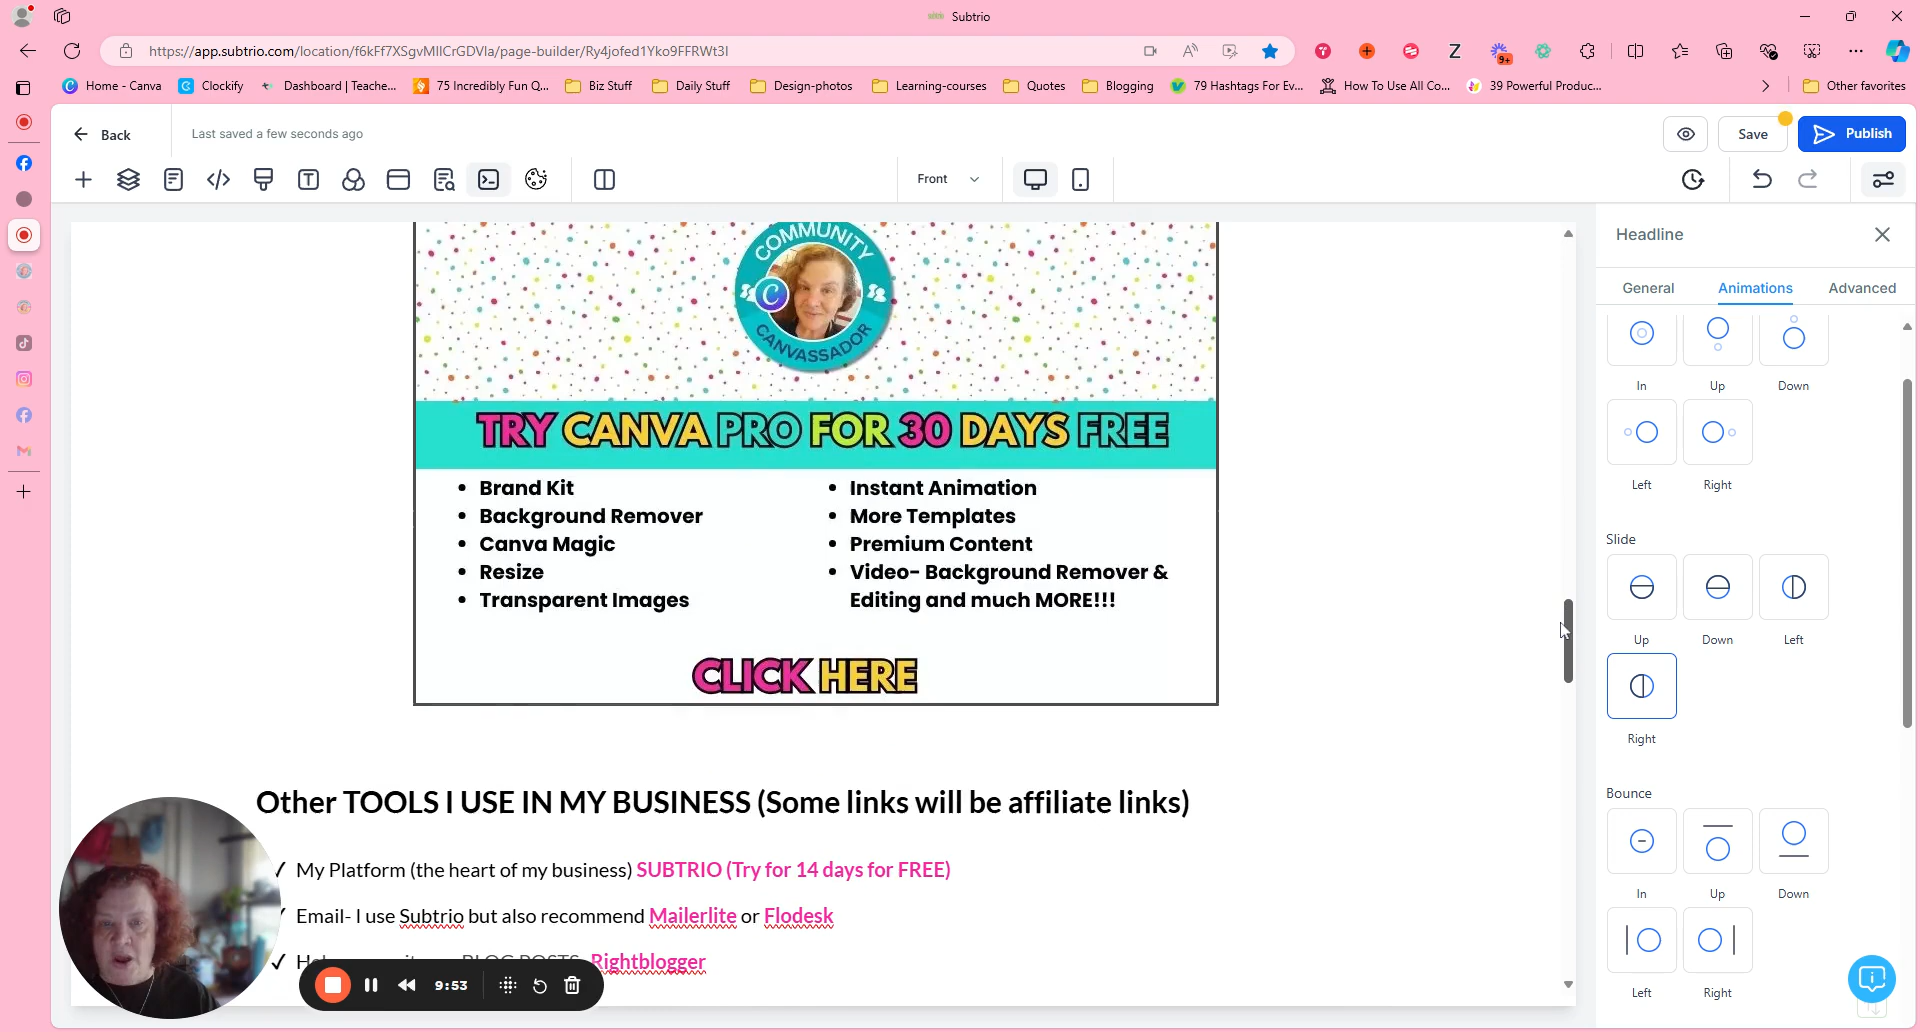 Subtrio
https://app.subtrio.com/location/f6kFf7XSgvMIlCrGDVIa/page-builder/Ry4jofed1Yko9FFRWt3I
9+
Home - Canva
Clockify
Dashboard | Teache...
75 Incredibly Fun Q...
Biz Stuff
Daily Stuff
Design-photos
Learning-courses
Quotes
Blogging
79 Hashtags For Ev...
How To Use All Co...
39 Powerful Produc...
Other favorites
Back
Last saved a few seconds ago
Save
Publish
Front
COMMUNITY
C
CANVASSADOR
TRY CANVA PRO FOR 30 DAYS FREE
• Brand Kit
• Background Remover
• Canva Magic
• Resize
• Transparent Images
• Instant Animation
• More Templates
• Premium Content
• Video- Background Remover &
Editing and much MORE!!!
CLICK HERE
Other TOOLS I USE IN MY BUSINESS (Some links will be affiliate links)
✓ My Platform (the heart of my business) SUBTRIO (Try for 14 days for FREE)
✓ Email- I use Subtrio but also recommend Mailerlite or Flodesk
✓ BLOG POSTS- Rightblogger
9:53
Headline
General
Animations
Advanced
In
Up
Down
Left
Right
Slide
Up
Down
Left
Right
Bounce
In
Up
Down
Left
Right